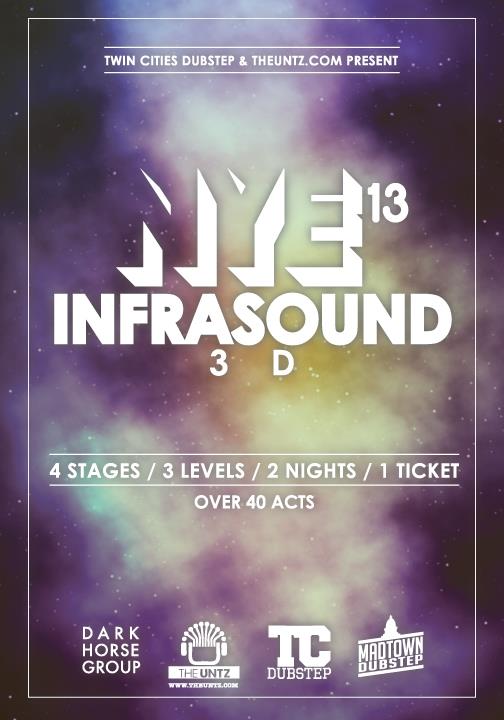 TWIN CITIES DUBSTEP & THEUNTZ.COM PRESENT
NYE13
INFRASOUND
3 D
4 STAGES / 3 LEVELS / 2 NIGHTS / 1 TICKET
OVER 40 ACTS
DARK
HORSE
GROUP
THE UNTZ
WWW.THEUNTZ.COM
TC
DUBSTEP
MADTOWN
DUBSTEP